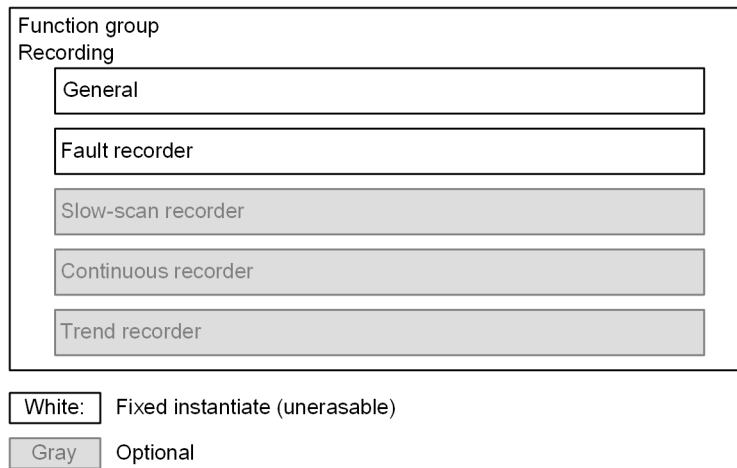 Function group
Recording
General
Fault recorder
Slow-scan recorder
Continuous recorder
Trend recorder
White: Fixed instantiate (unerasable)
Gray Optional